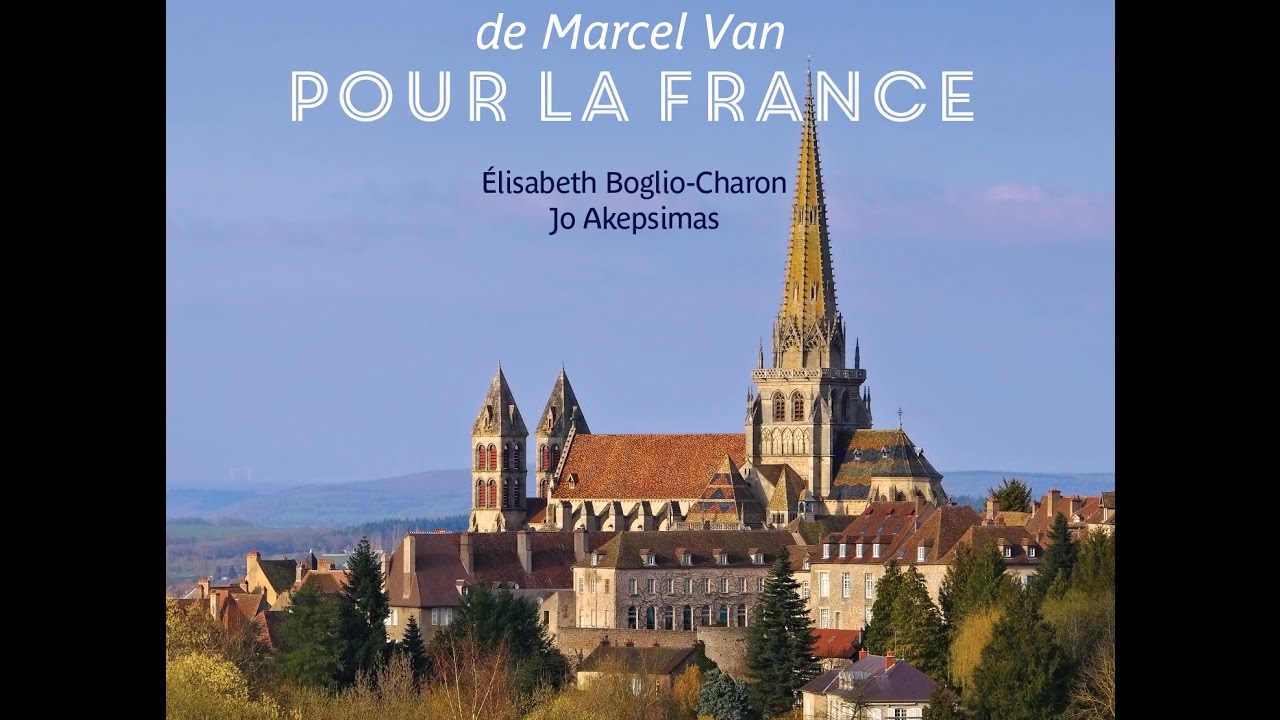 de Marcel Van
POUR LA FRANCE
Élisabeth Boglio-Charon
Jo Akepsimas